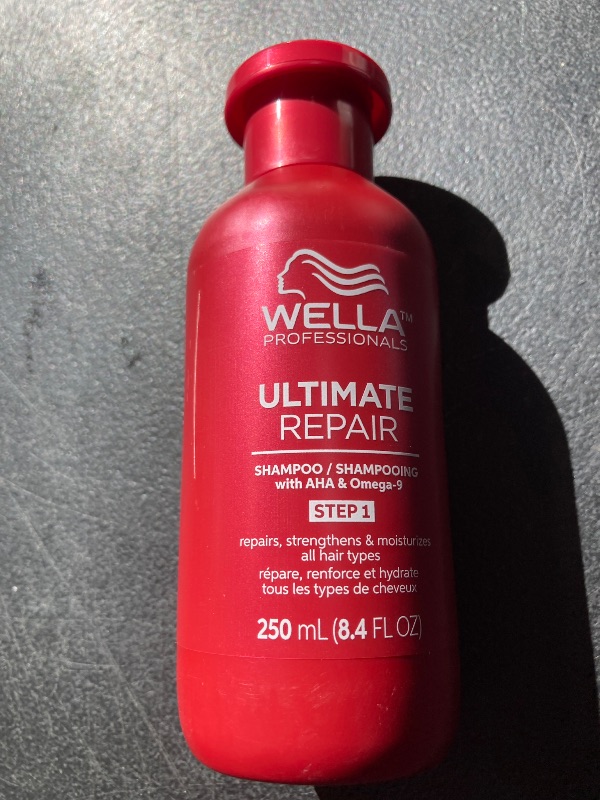 WELLA™
PROFESSIONALS
ULTIMATE
REPAIR
SHAMPOO / SHAMPOOING
with AHA & Omega-9
STEP 1
repairs, strengthens & moisturizes
all hair types
répare, renforce et hydrate
tous les types de cheveux
250 mL (8.4 FL OZ)